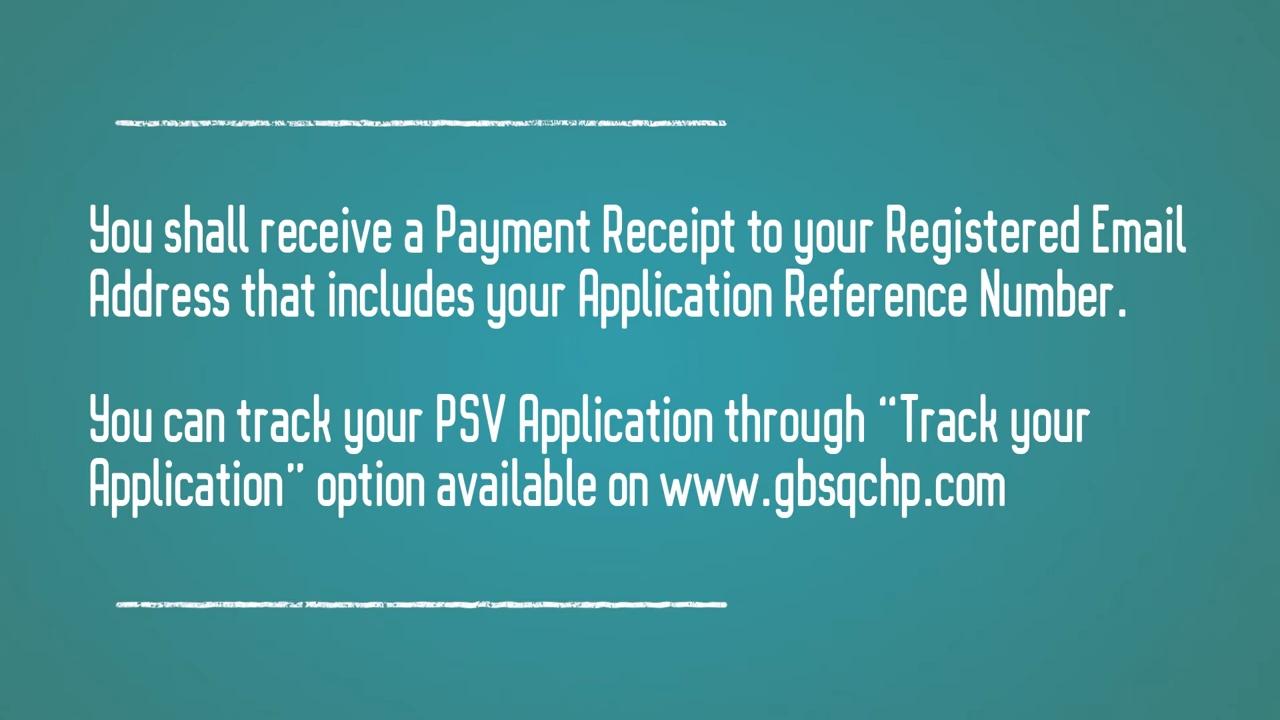 You shall receive a Payment Receipt to your Registered Email
Address that includes your Application Reference Number.
You can track your PSV Application through “Track your
Application” option available on www.gbsqchp.com